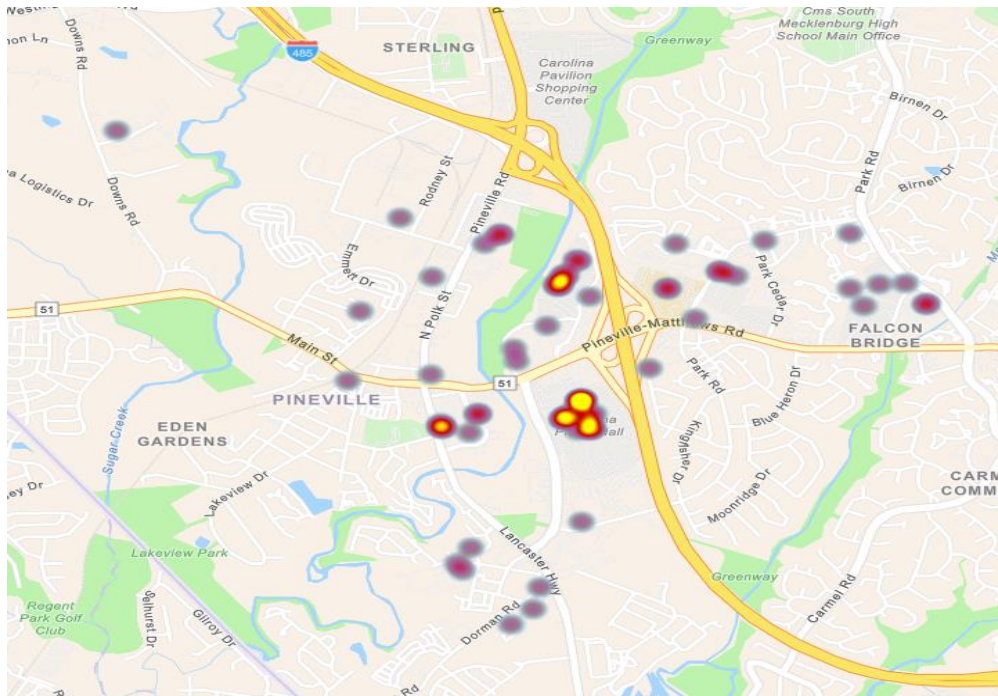 Downs Rd
485
STERLING
Greenway
Cms South
Mecklenburg High
School Main Office
Carolina
Pavilion
Shopping
Center
Birnen Dr
Park Rd
Birnen Dr
Logistics Dr
Downs Rd
Rodney St
Pineville Rd
Emmett Dr
Park Cedar Dr
51
N Polk St
Main St
FALCON
BRIDGE
51
PINEVILLE
Park Rd
Blue Heron Dr
EDEN
GARDENS
Sugar Creek
Kingfisher Dr
Lakeview Dr
Moonridge Dr
Lakeview Park
Lancaster Hwy
Greenway
Carmel Rd
Regent
Park Golf
Club
Selhurst Dr
Gilroy Dr
Dorman Rd
Rd